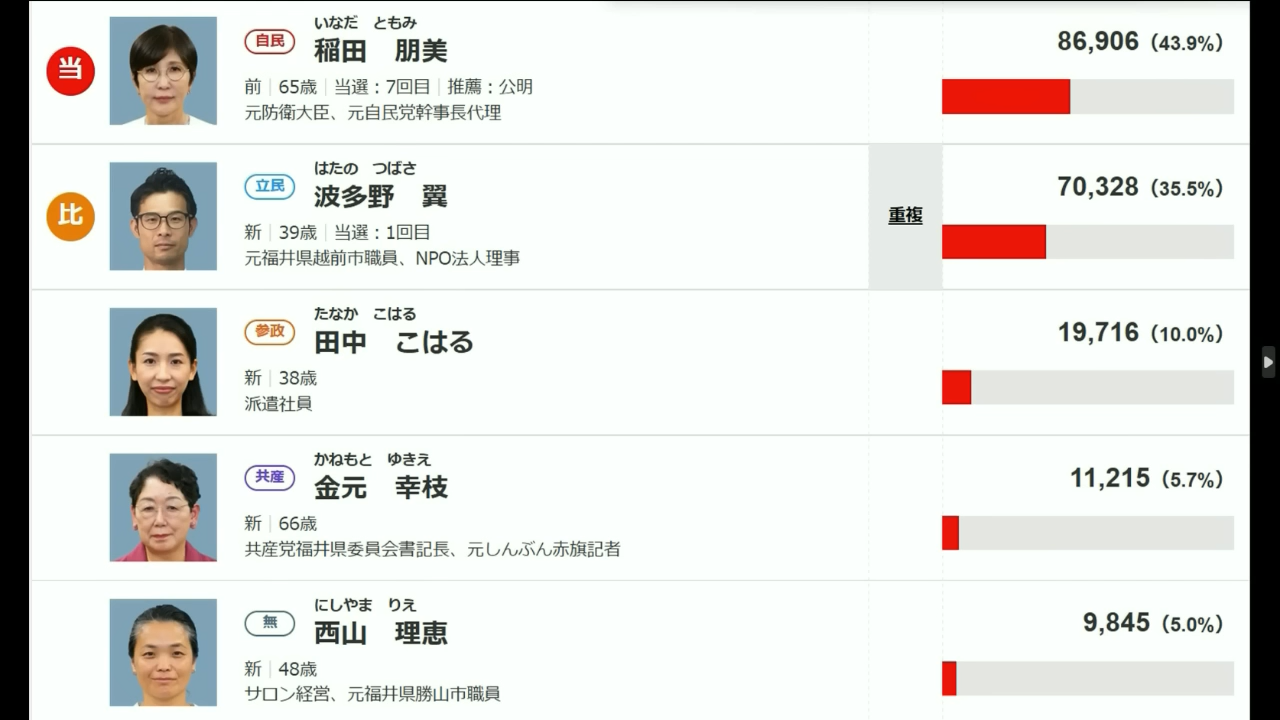 当
いなだ ともみ
自民
稲田 朋美
前 65歳 当選：7回目 推薦：公明
元防衛大臣、元自民党幹事長代理
86,906 (43.9%)
比
はたの つばさ
立民
波多野 翼
新 39歳 当選：1回目
元福井県越前市職員、NPO法人理事
重複
70,328 (35.5%)
たなか こはる
参政
田中 こはる
新 38歳
派遣社員
19,716 (10.0%)
かねもと ゆきえ
共産
金元 幸枝
新 66歳
共産党福井県委員会書記長、元しんぶん赤旗記者
11,215 (5.7%)
にしやま りえ
無
西山 理恵
新 48歳
サロン経営、元福井県勝山市職員
9,845 (5.0%)